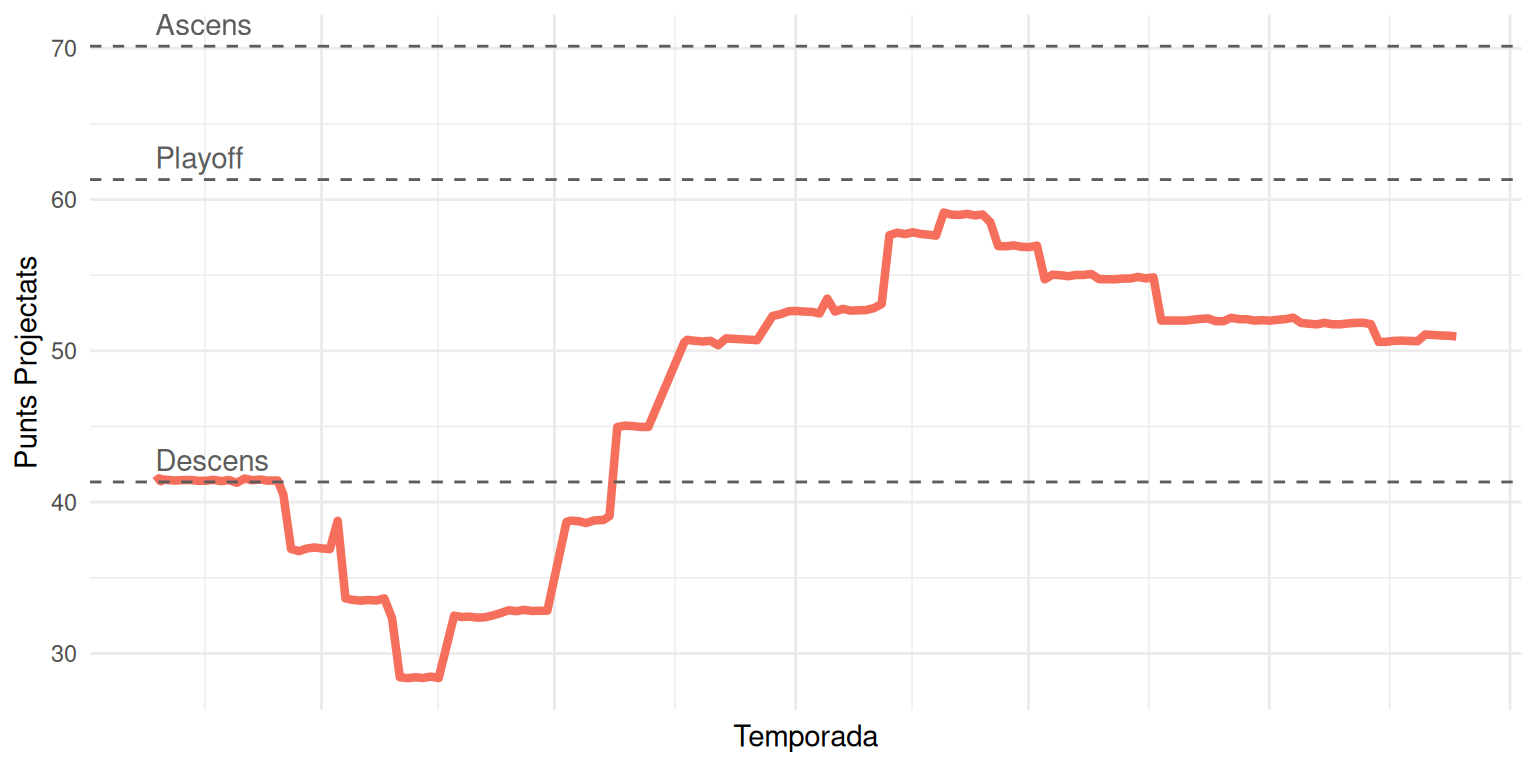 Ascens
70
Playoff
60
50
Descens
40
30
Punts Projectats
Temporada